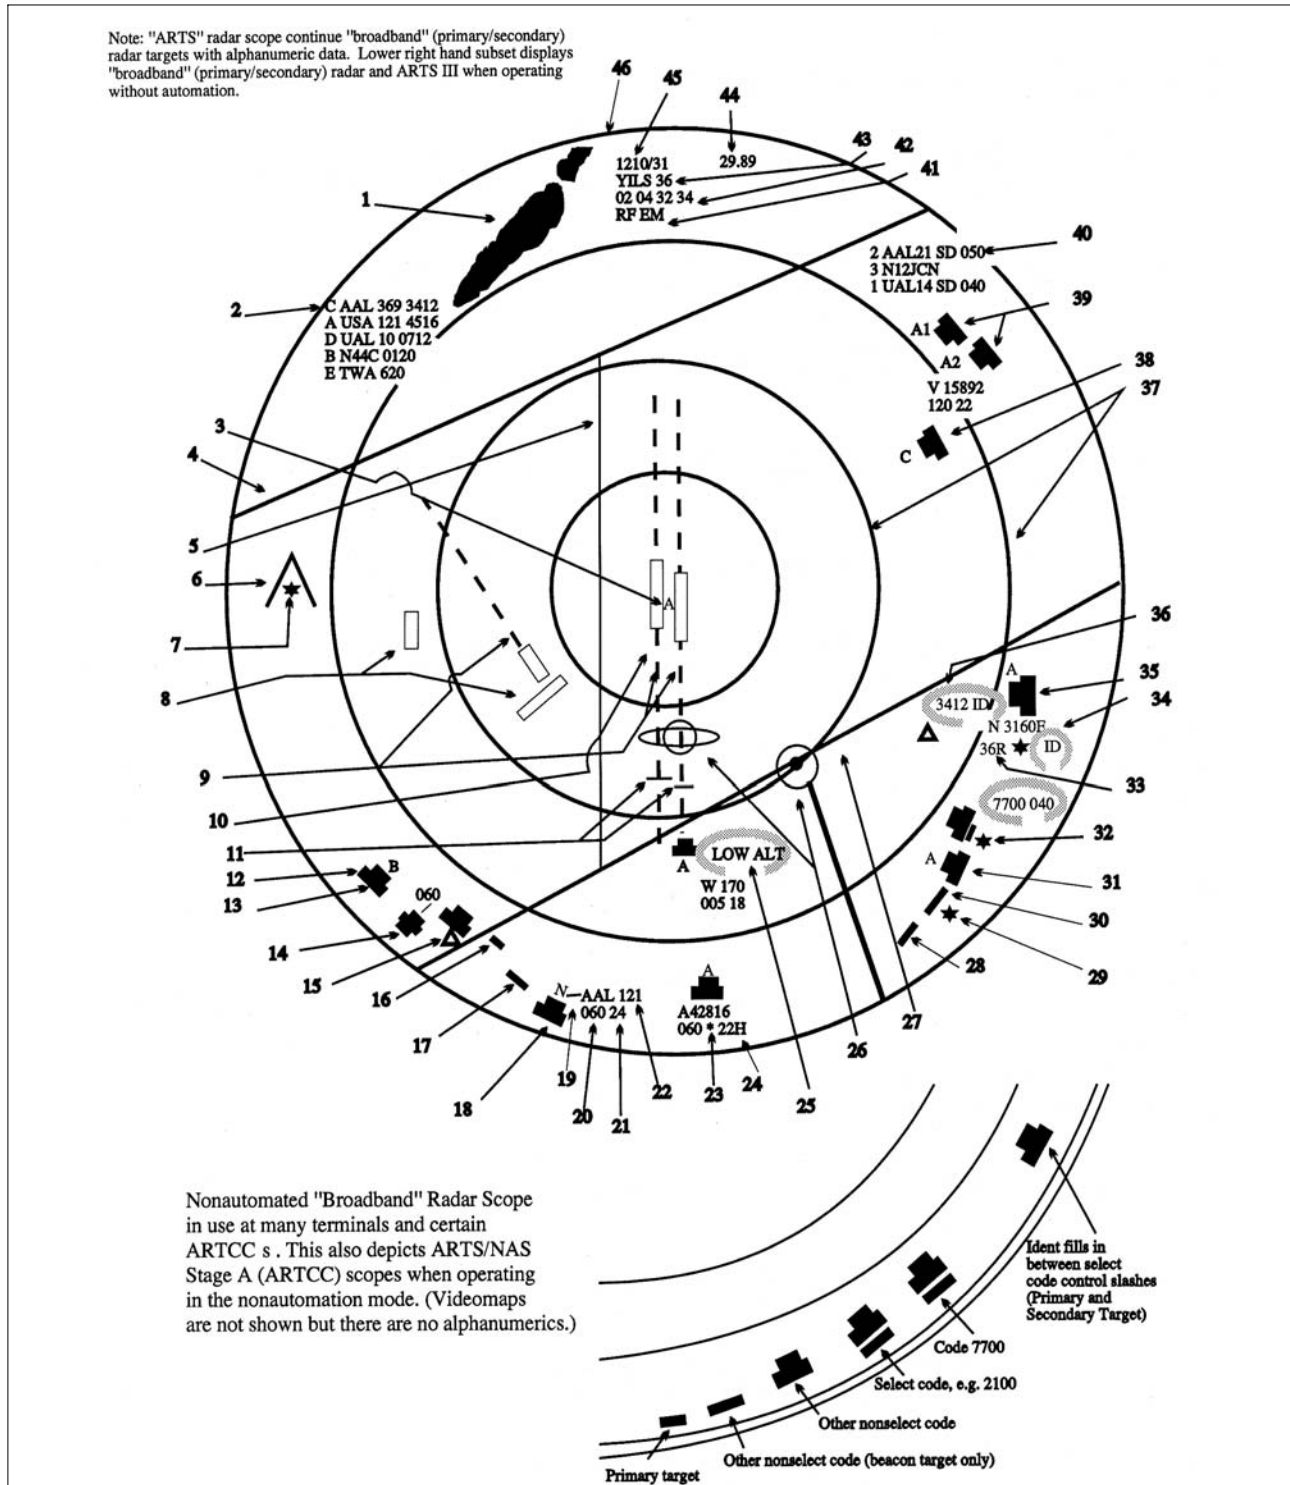 Note: "ARTS" radar scope continue "broadband" (primary/secondary)
radar targets with alphanumeric data. Lower right hand subset displays
"broadband" (primary/secondary) radar and ARTS III when operating
without automation.
46
45
44
43
42
41
1210/31
29.89
YILS 36
02 04 32 34
RF EM
1
40
2 AAL21 SD 050
3 N12JCN
1 UAL14 SD 040
39
2
C AAL 369 3412
A USA 121 4516
D UAL 10 0712
B N44C 0120
E TWA 620
A1
A2
38
V 15892
120 22
37
C
3
4
5
6
A
7
36
8
A
35
3412 ID
34
N 3160F
36R
ID
9
33
10
7700 040
32
11
LOW ALT
A
A
31
12
B
W 170
005 18
13
060
30
14
29
15
28
16
A
27
N
AAL 121
060 24
A42816
060 * 22H
26
17
18
19
20
21
22
23
24
25
Nonautomated "Broadband" Radar Scope
in use at many terminals and certain
ARTCC s . This also depicts ARTS/NAS
Stage A (ARTCC) scopes when operating
in the nonautomation mode. (Videomaps
are not shown but there are no alphanumerics.)
Ident fills in
between select
code control slashes
(Primary and
Secondary Target)
Code 7700
Select code, e.g. 2100
Other nonselect code
Other nonselect code (beacon target only)
Primary target